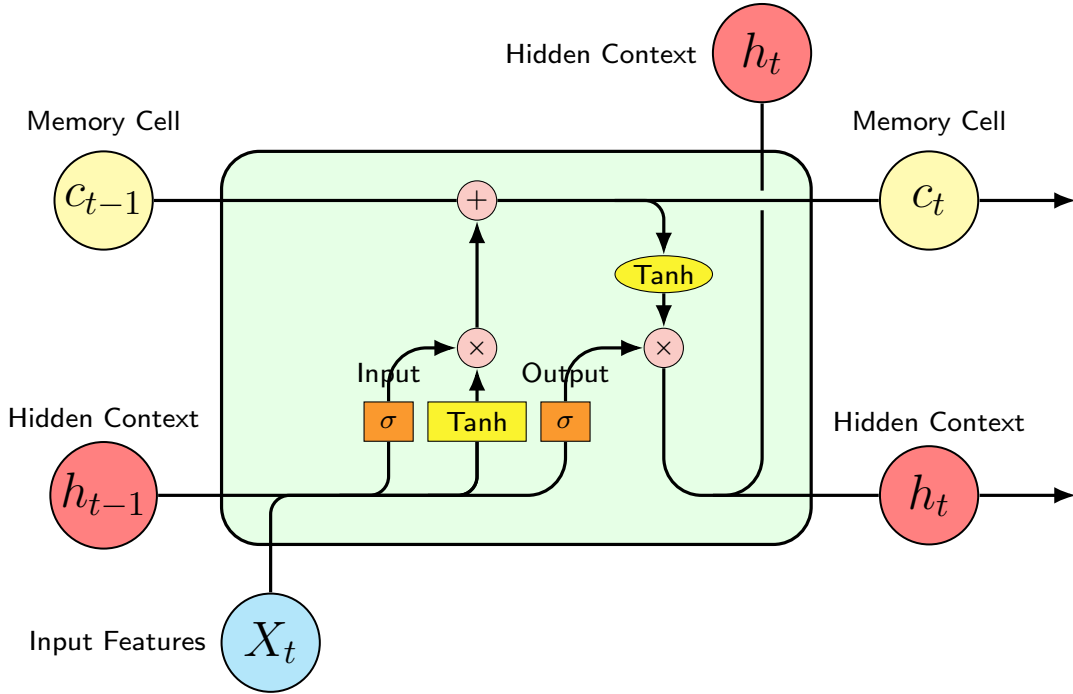 Hidden Context
h_t
Memory Cell
Memory Cell
c_{t−1}
+
c_t
Tanh
×
×
Input
Output
σ
Tanh
σ
Hidden Context
Hidden Context
h_{t−1}
h_t
Input Features
X_t